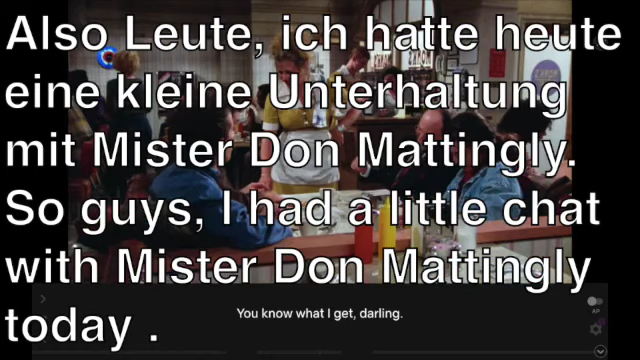 Also Leute, ich hatte heute
eine kleine Unterhaltung
mit Mister Don Mattingly.
So guys, I had a little chat
with Mister Don Mattingly
today .
You know what I get, darling.
AP